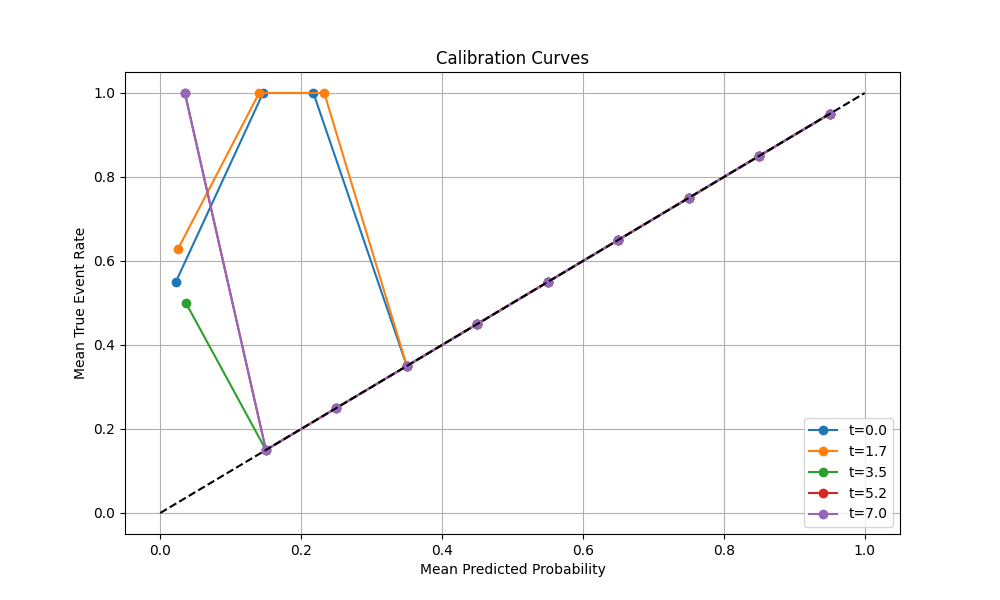 Calibration Curves
Mean True Event Rate
1.0
0.8
0.6
0.4
0.2
0.0
0.0 0.2 0.4 0.6 0.8 1.0
Mean Predicted Probability
t=0.0
t=1.7
t=3.5
t=5.2
t=7.0